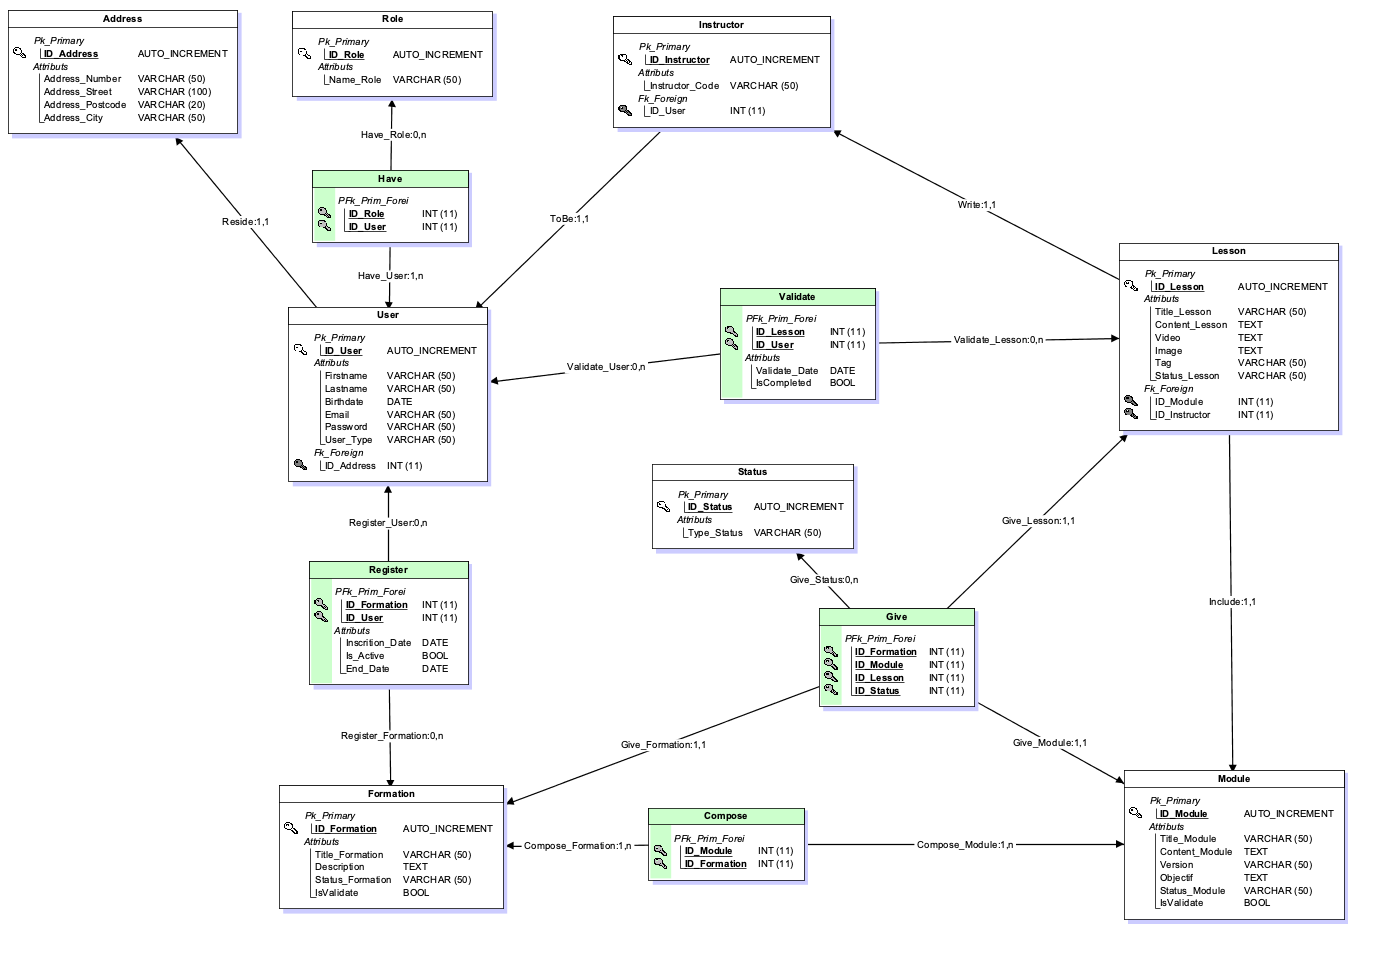 Address
Pk_Primary
ID_Address AUTO_INCREMENT
Attributs
Address_Number VARCHAR (50)
Address_Street VARCHAR (100)
Address_Postcode VARCHAR (20)
Address_City VARCHAR (50)
Role
Pk_Primary
ID_Role AUTO_INCREMENT
Attributs
Name_Role VARCHAR (50)
Instructor
Pk_Primary
ID_Instructor AUTO_INCREMENT
Attributs
Instructor_Code VARCHAR (50)
Fk_Foreign
ID_User INT (11)
Have_Role:0,n
Have
PFk_Prim_Forei
ID_Role INT (11)
ID_User INT (11)
Reside:1,1
ToBe:1,1
Write:1,1
Have_User:1,n
User
Pk_Primary
ID_User AUTO_INCREMENT
Attributs
Firstname VARCHAR (50)
Lastname VARCHAR (50)
Birthdate DATE
Email VARCHAR (50)
Password VARCHAR (50)
User_Type VARCHAR (50)
Fk_Foreign
ID_Address INT (11)
Validate_User:0,n
Validate
PFk_Prim_Forei
ID_Lesson INT (11)
ID_User INT (11)
Attributs
Validate_Date DATE
IsCompleted BOOL
Validate_Lesson:0,n
Lesson
Pk_Primary
ID_Lesson AUTO_INCREMENT
Attributs
Title_Lesson VARCHAR (50)
Content_Lesson TEXT
Video TEXT
Image TEXT
Tag VARCHAR (50)
Status_Lesson VARCHAR (50)
Fk_Foreign
ID_Module INT (11)
ID_Instructor INT (11)
Status
Pk_Primary
ID_Status AUTO_INCREMENT
Attributs
Type_Status VARCHAR (50)
Register_User:0,n
Give_Lesson:1,1
Give_Status:0,n
Include:1,1
Register
PFk_Prim_Forei
ID_Formation INT (11)
ID_User INT (11)
Attributs
Inscrition_Date DATE
Is_Active BOOL
End_Date DATE
Give
PFk_Prim_Forei
ID_Formation INT (11)
ID_Module INT (11)
ID_Lesson INT (11)
ID_Status INT (11)
Register_Formation:0,n
Give_Formation:1,1
Give_Module:1,1
Formation
Pk_Primary
ID_Formation AUTO_INCREMENT
Attributs
Title_Formation VARCHAR (50)
Description TEXT
Status_Formation VARCHAR (50)
IsValidate BOOL
Compose_Formation:1,n
Compose
PFk_Prim_Forei
ID_Module INT (11)
ID_Formation INT (11)
Compose_Module:1,n
Module
Pk_Primary
ID_Module AUTO_INCREMENT
Attributs
Title_Module VARCHAR (50)
Content_Module TEXT
Version VARCHAR (50)
Objectif TEXT
Status_Module VARCHAR (50)
IsValidate BOOL